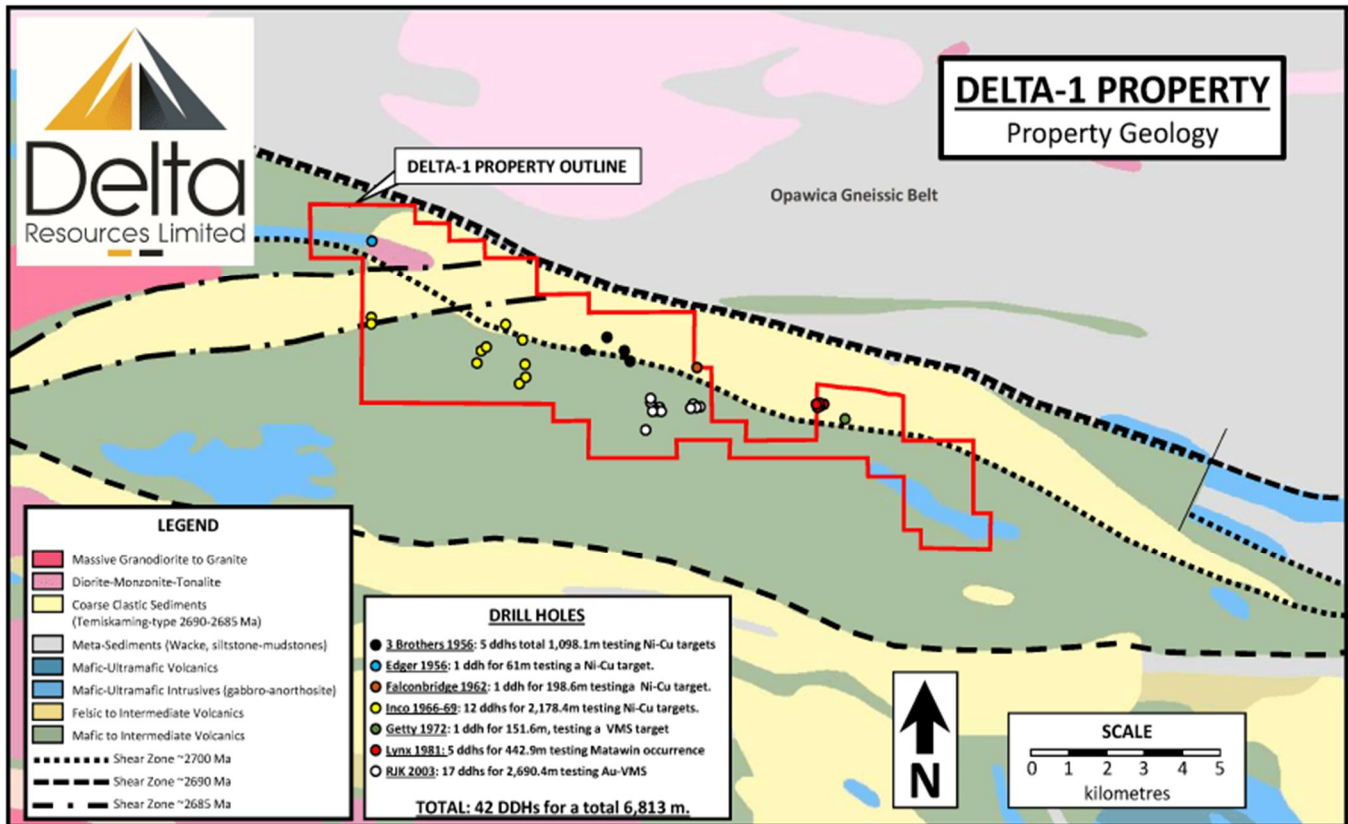 Delta
Resources Limited
DELTA-1 PROPERTY
Property Geology
DELTA-1 PROPERTY OUTLINE
Opawica Gneissic Belt
LEGEND
Massive Granodiorite to Granite
Diorite-Monzonite-Tonalite
Coarse Clastic Sediments
(Temiskaming-type 2690-2685 Ma)
Meta-Sediments (Wacke, siltstone-mudstones)
Mafic-Ultramafic Volcanics
Mafic-Ultramafic Intrusives (gabbro-anorthosite)
Felsic to Intermediate Volcanics
Mafic to Intermediate Volcanics
Shear Zone ~2700 Ma
Shear Zone ~2690 Ma
Shear Zone ~2685 Ma
DRILL HOLES
3 Brothers 1956: 5 ddhs total 1,098.1m testing Ni-Cu targets
Edger 1956: 1 ddh for 61m testing a Ni-Cu target.
Falconbridge 1962: 1 ddh for 198.6m testinga Ni-Cu target.
Inco 1966-69: 12 ddhs for 2,178.4m testing Ni-Cu targets.
Getty 1972: 1 ddh for 151.6m, testing a VMS target
Lynx 1981: 5 ddhs for 442.9m testing Matawin occurrence
RJK 2003: 17 ddhs for 2,690.4m testing Au-VMS
TOTAL: 42 DDHs for a total 6,813 m.
N
SCALE
0 1 2 3 4 5
kilometres